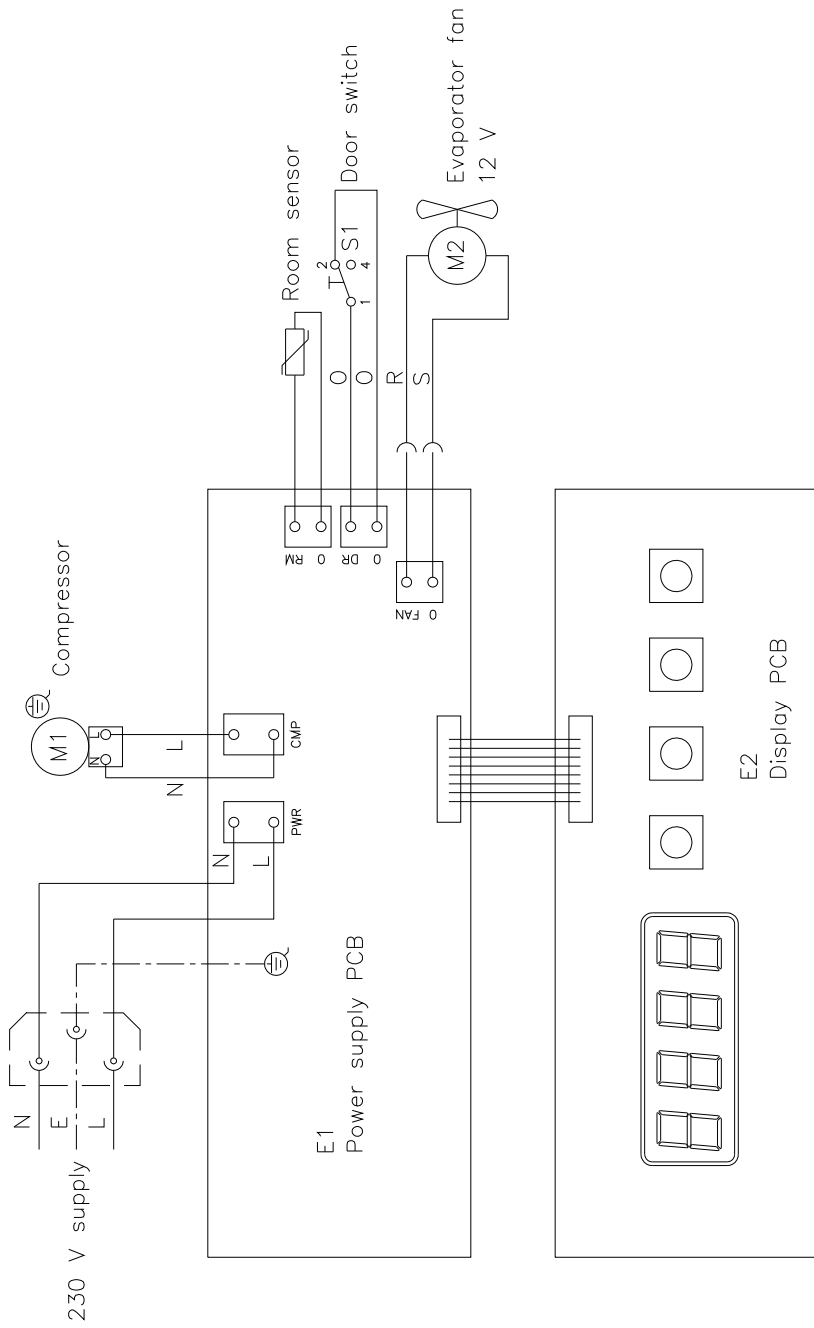 230 V supply
N
E
L
N
L
PWR
M1
N
L
Compressor
N
L
CMP
E1
Power supply PCB
RM
0
DR
0
FAN
0
Room sensor
O
O
1
2
4
S1
Door switch
R
S
M2
Evaporator fan
12 V
E2
Display PCB